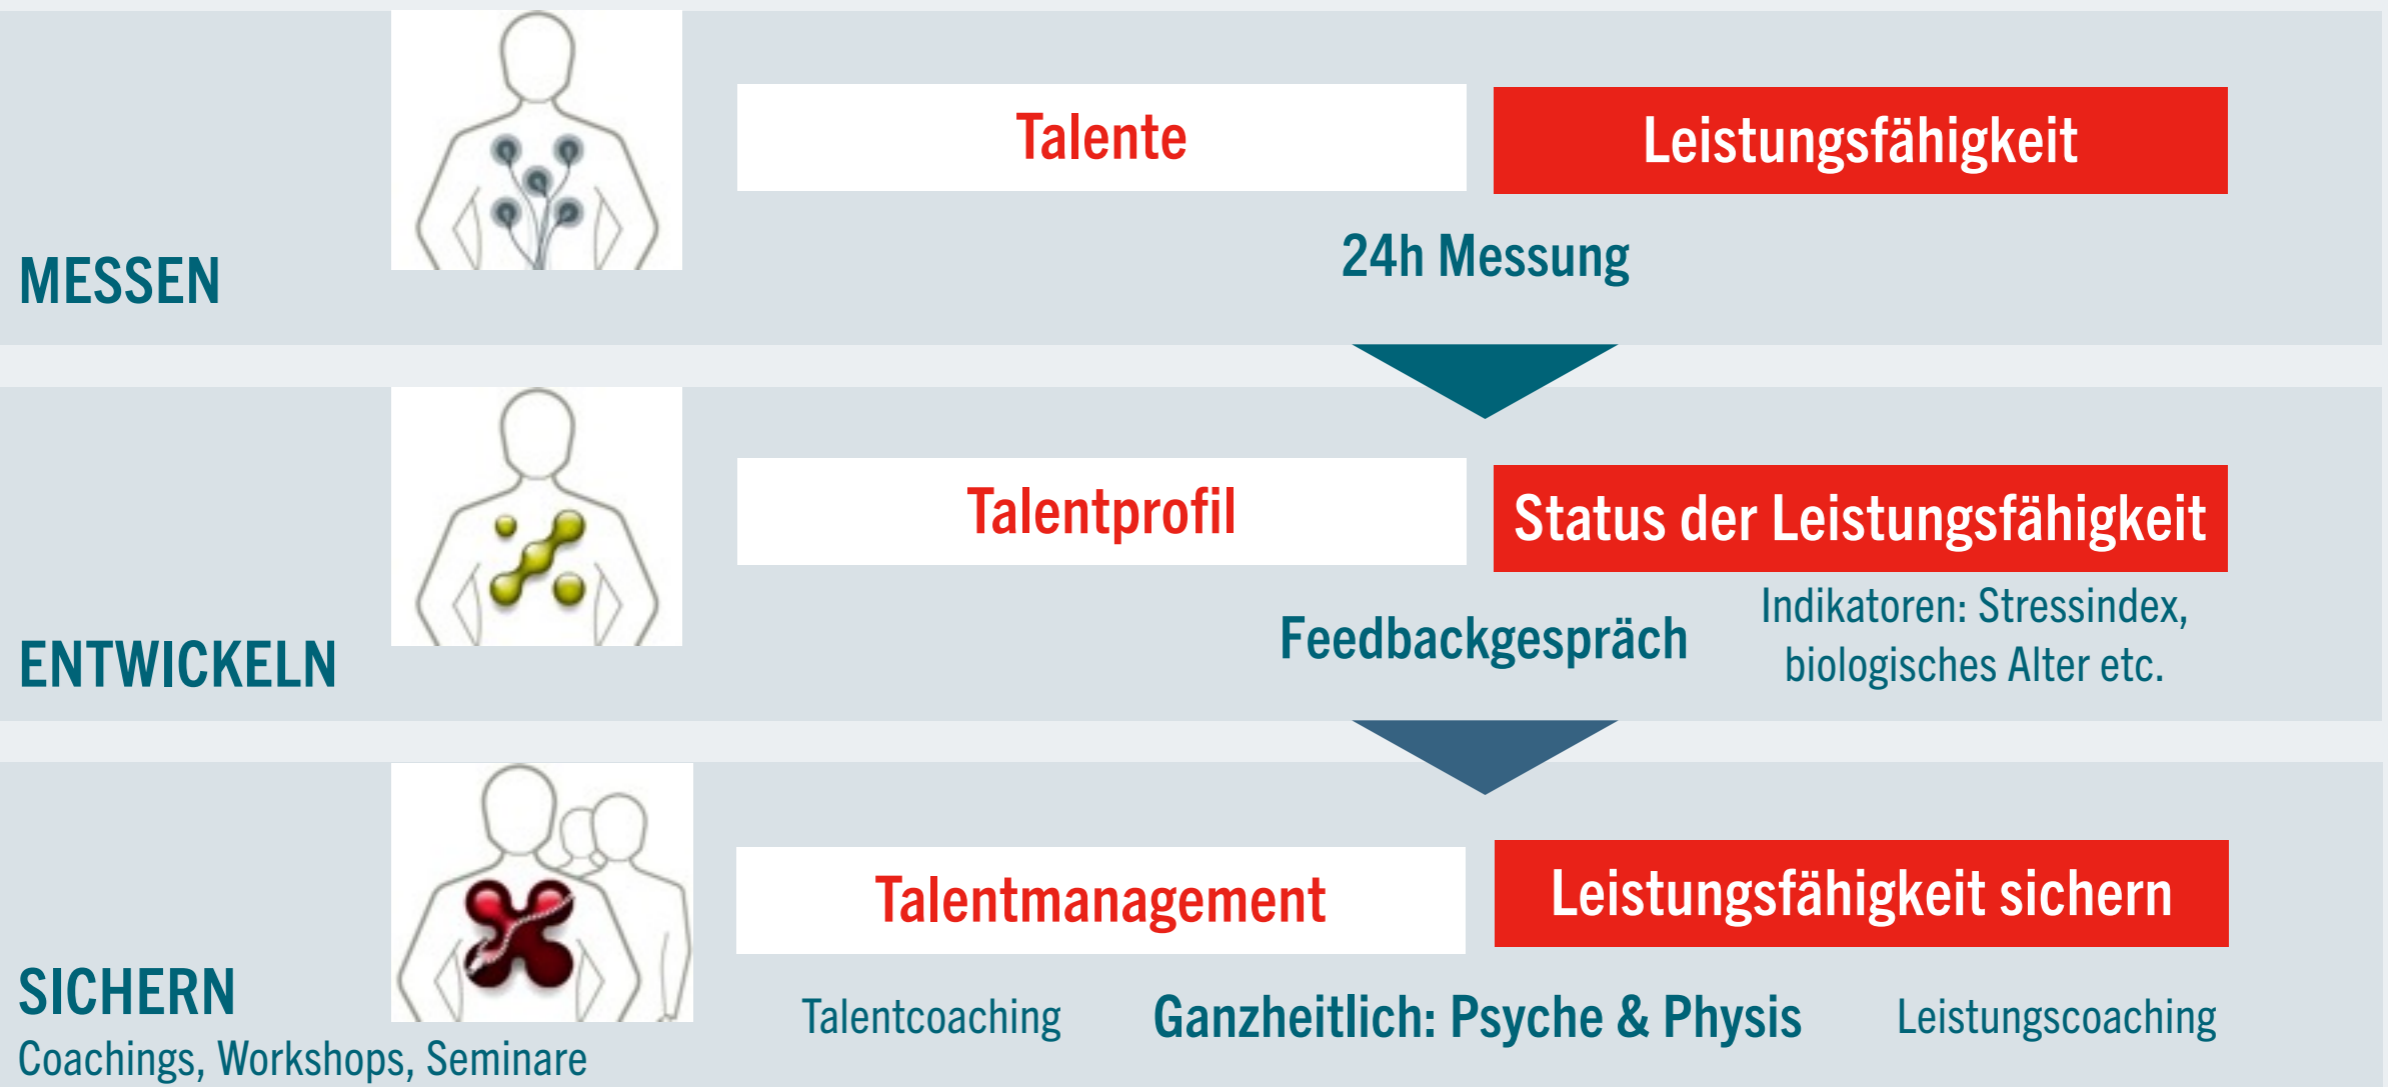 Talente
Leistungsfähigkeit
24h Messung
MESSEN
Talentprofil
Status der Leistungsfähigkeit
Indikatoren: Stressindex,
biologisches Alter etc.
Feedbackgespräch
ENTWICKELN
Talentmanagement
Leistungsfähigkeit sichern
SICHERN
Coachings, Workshops, Seminare
Talentcoaching
Ganzheitlich: Psyche & Physis
Leistungscoaching